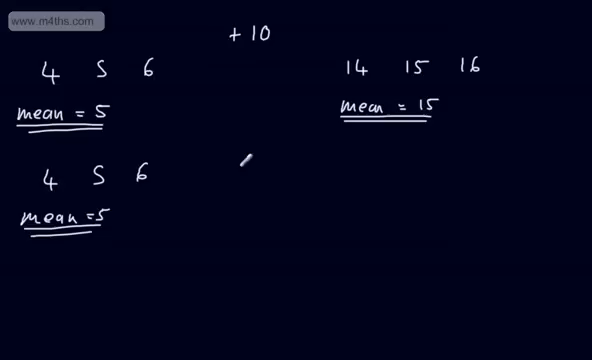 www.m4ths.com
+ 10
4 5 6
14 15 16
mean = 5
mean = 15
4 5 6
mean = 5